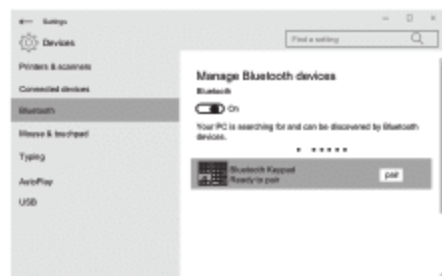 Settings
Devices
Find a setting
Printers & scanners
Connected devices
Bluetooth
Mouse & touchpad
Typing
AutoPlay
USB
Manage Bluetooth devices
Bluetooth
On
Your PC is searching for and can be discovered by Bluetooth
devices.
Bluetooth Keypad
Ready to pair
pair